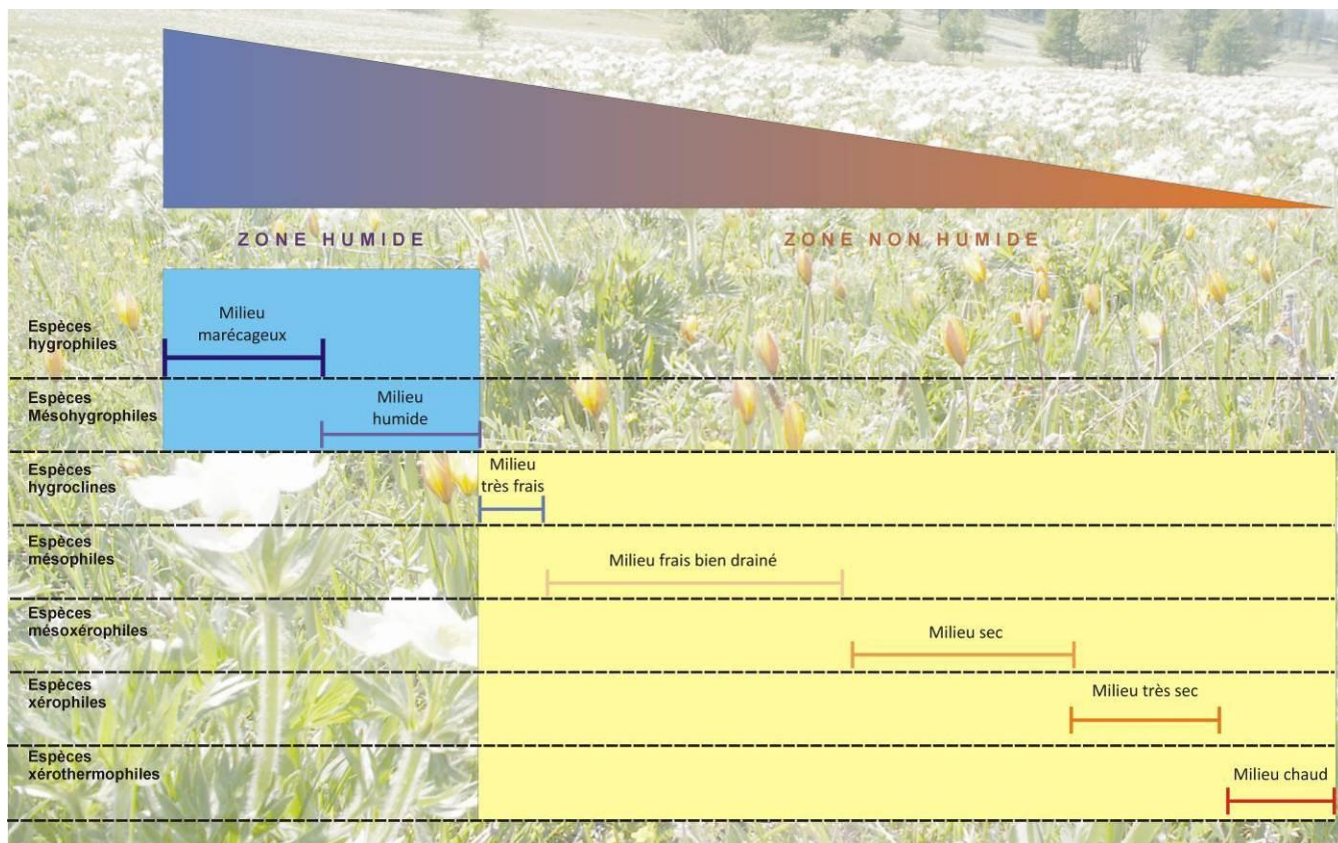 ZONE HUMIDE
ZONE NON HUMIDE
Espèces
hygrophiles
Milieu
marécageux
Espèces
Mésohygrophiles
Milieu
humide
Espèces
hygroclines
Milieu
très frais
Espèces
mésophiles
Milieu frais bien drainé
Espèces
mésoxérophiles
Milieu sec
Espèces
xérophiles
Milieu très sec
Espèces
xérothermophiles
Milieu chaud